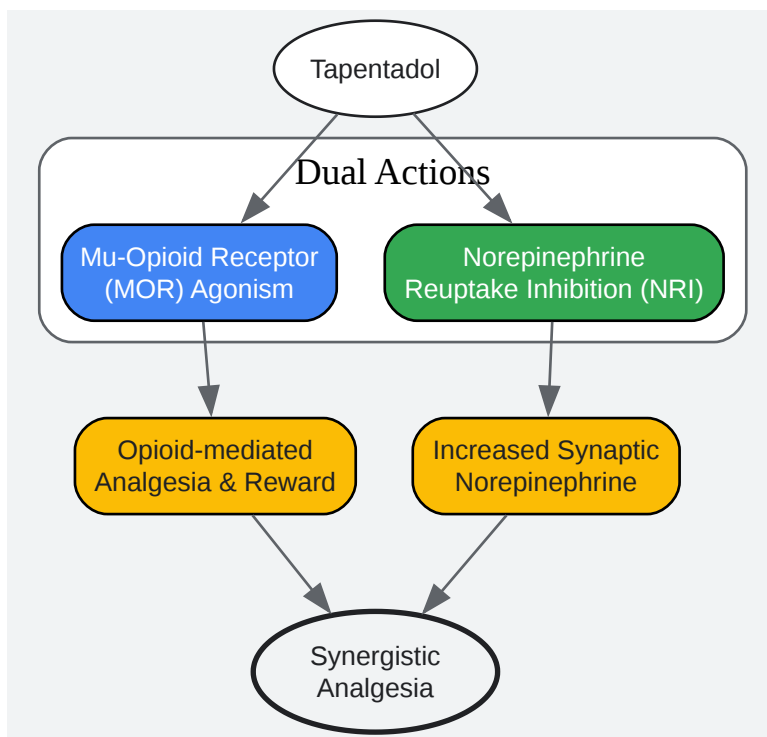 Tapentadol
Dual Actions
Mu-Opioid Receptor
(MOR) Agonism
Norepinephrine
Reuptake Inhibition (NRI)
Opioid-mediated
Analgesia & Reward
Increased Synaptic
Norepinephrine
Synergistic
Analgesia